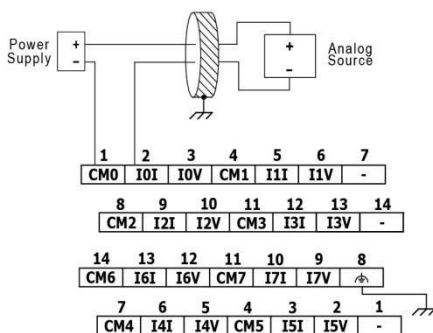 Power Supply
+
-
+
-
Analog Source
1 2 3 4 5 6 7
CM0 I0I I0V CM1 I1I I1V -
8 9 10 11 12 13 14
CM2 I2I I2V CM3 I3I I3V -
14 13 12 11 10 9 8
CM6 I6I I6V CM7 I7I I7V
7 6 5 4 3 2 1
CM4 I4I I4V CM5 I5I I5V -